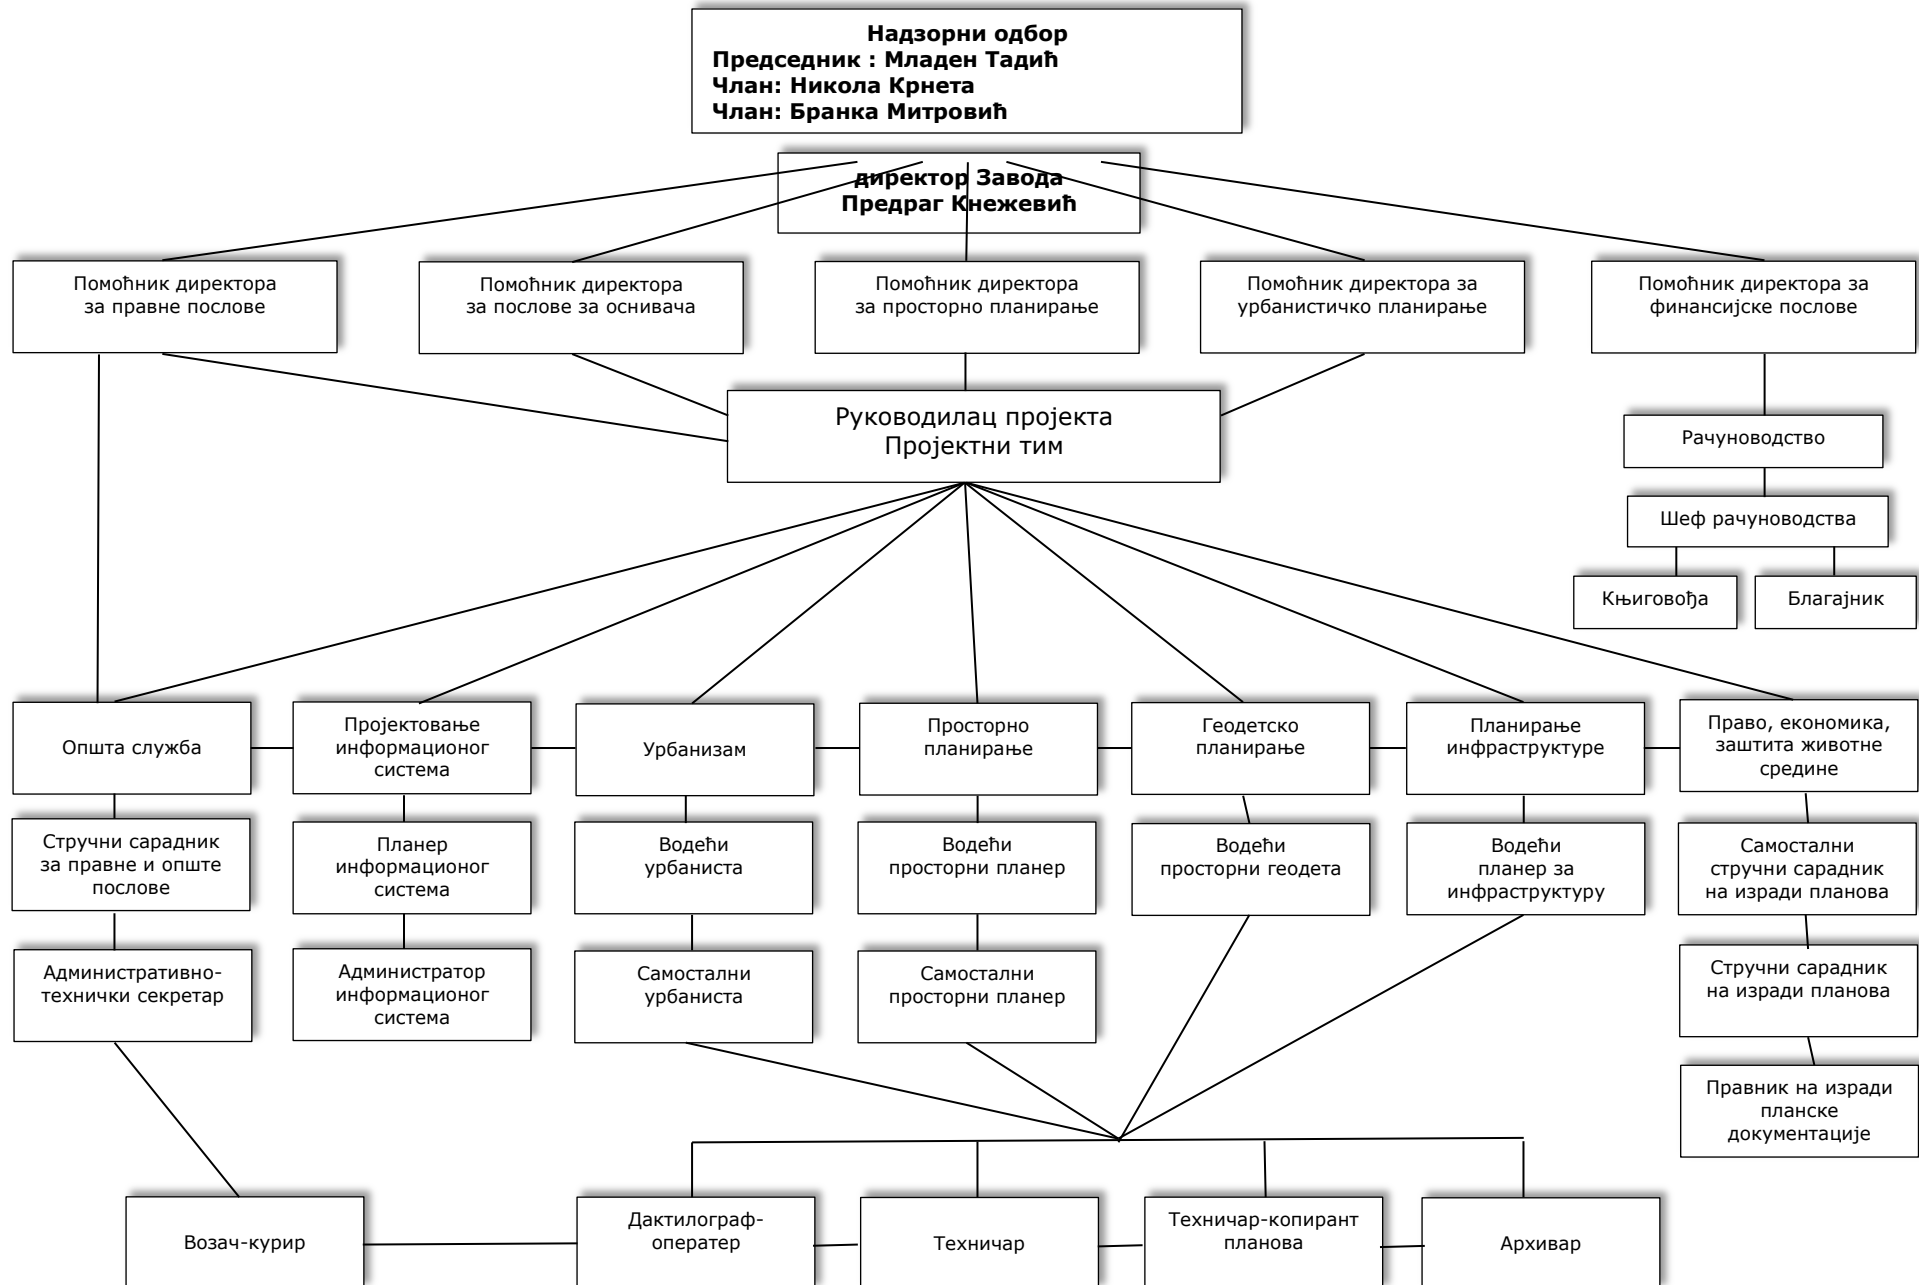 Надзорни одбор
Председник : Младен Тадић
Члан: Никола Крнета
Члан: Бранка Митровић
директор Завода
Предраг Кнежевић
Помоћник директора
за правне послове
Помоћник директора
за послове за оснивача
Помоћник директора
за просторно планирање
Помоћник директора за
урбанистичко планирање
Помоћник директора за
финансијске послове
Руководилац пројекта
Пројектни тим
Рачуноводство
Шеф рачуноводства
Књиговођа
Благајник
Општа служба
Пројектовање
информационог
система
Урбанизам
Просторно
планирање
Геодетско
планирање
Планирање
инфраструктуре
Право, економика,
заштита животне
средине
Стручни сарадник
за правне и опште
послове
Планер
информационог
система
Водећи
урбаниста
Водећи
просторни планер
Водећи
просторни геодета
Водећи
планер за
инфраструктуру
Самостални
стручни сарадник
на изради планова
Административно-
технички секретар
Администратор
информационог
система
Самостални
урбаниста
Самостални
просторни планер
Стручни сарадник
на изради планова
Правник на изради
планске
документације
Возач-курир
Дактилограф-
оператер
Техничар
Техничар-копирант
планова
Архивар